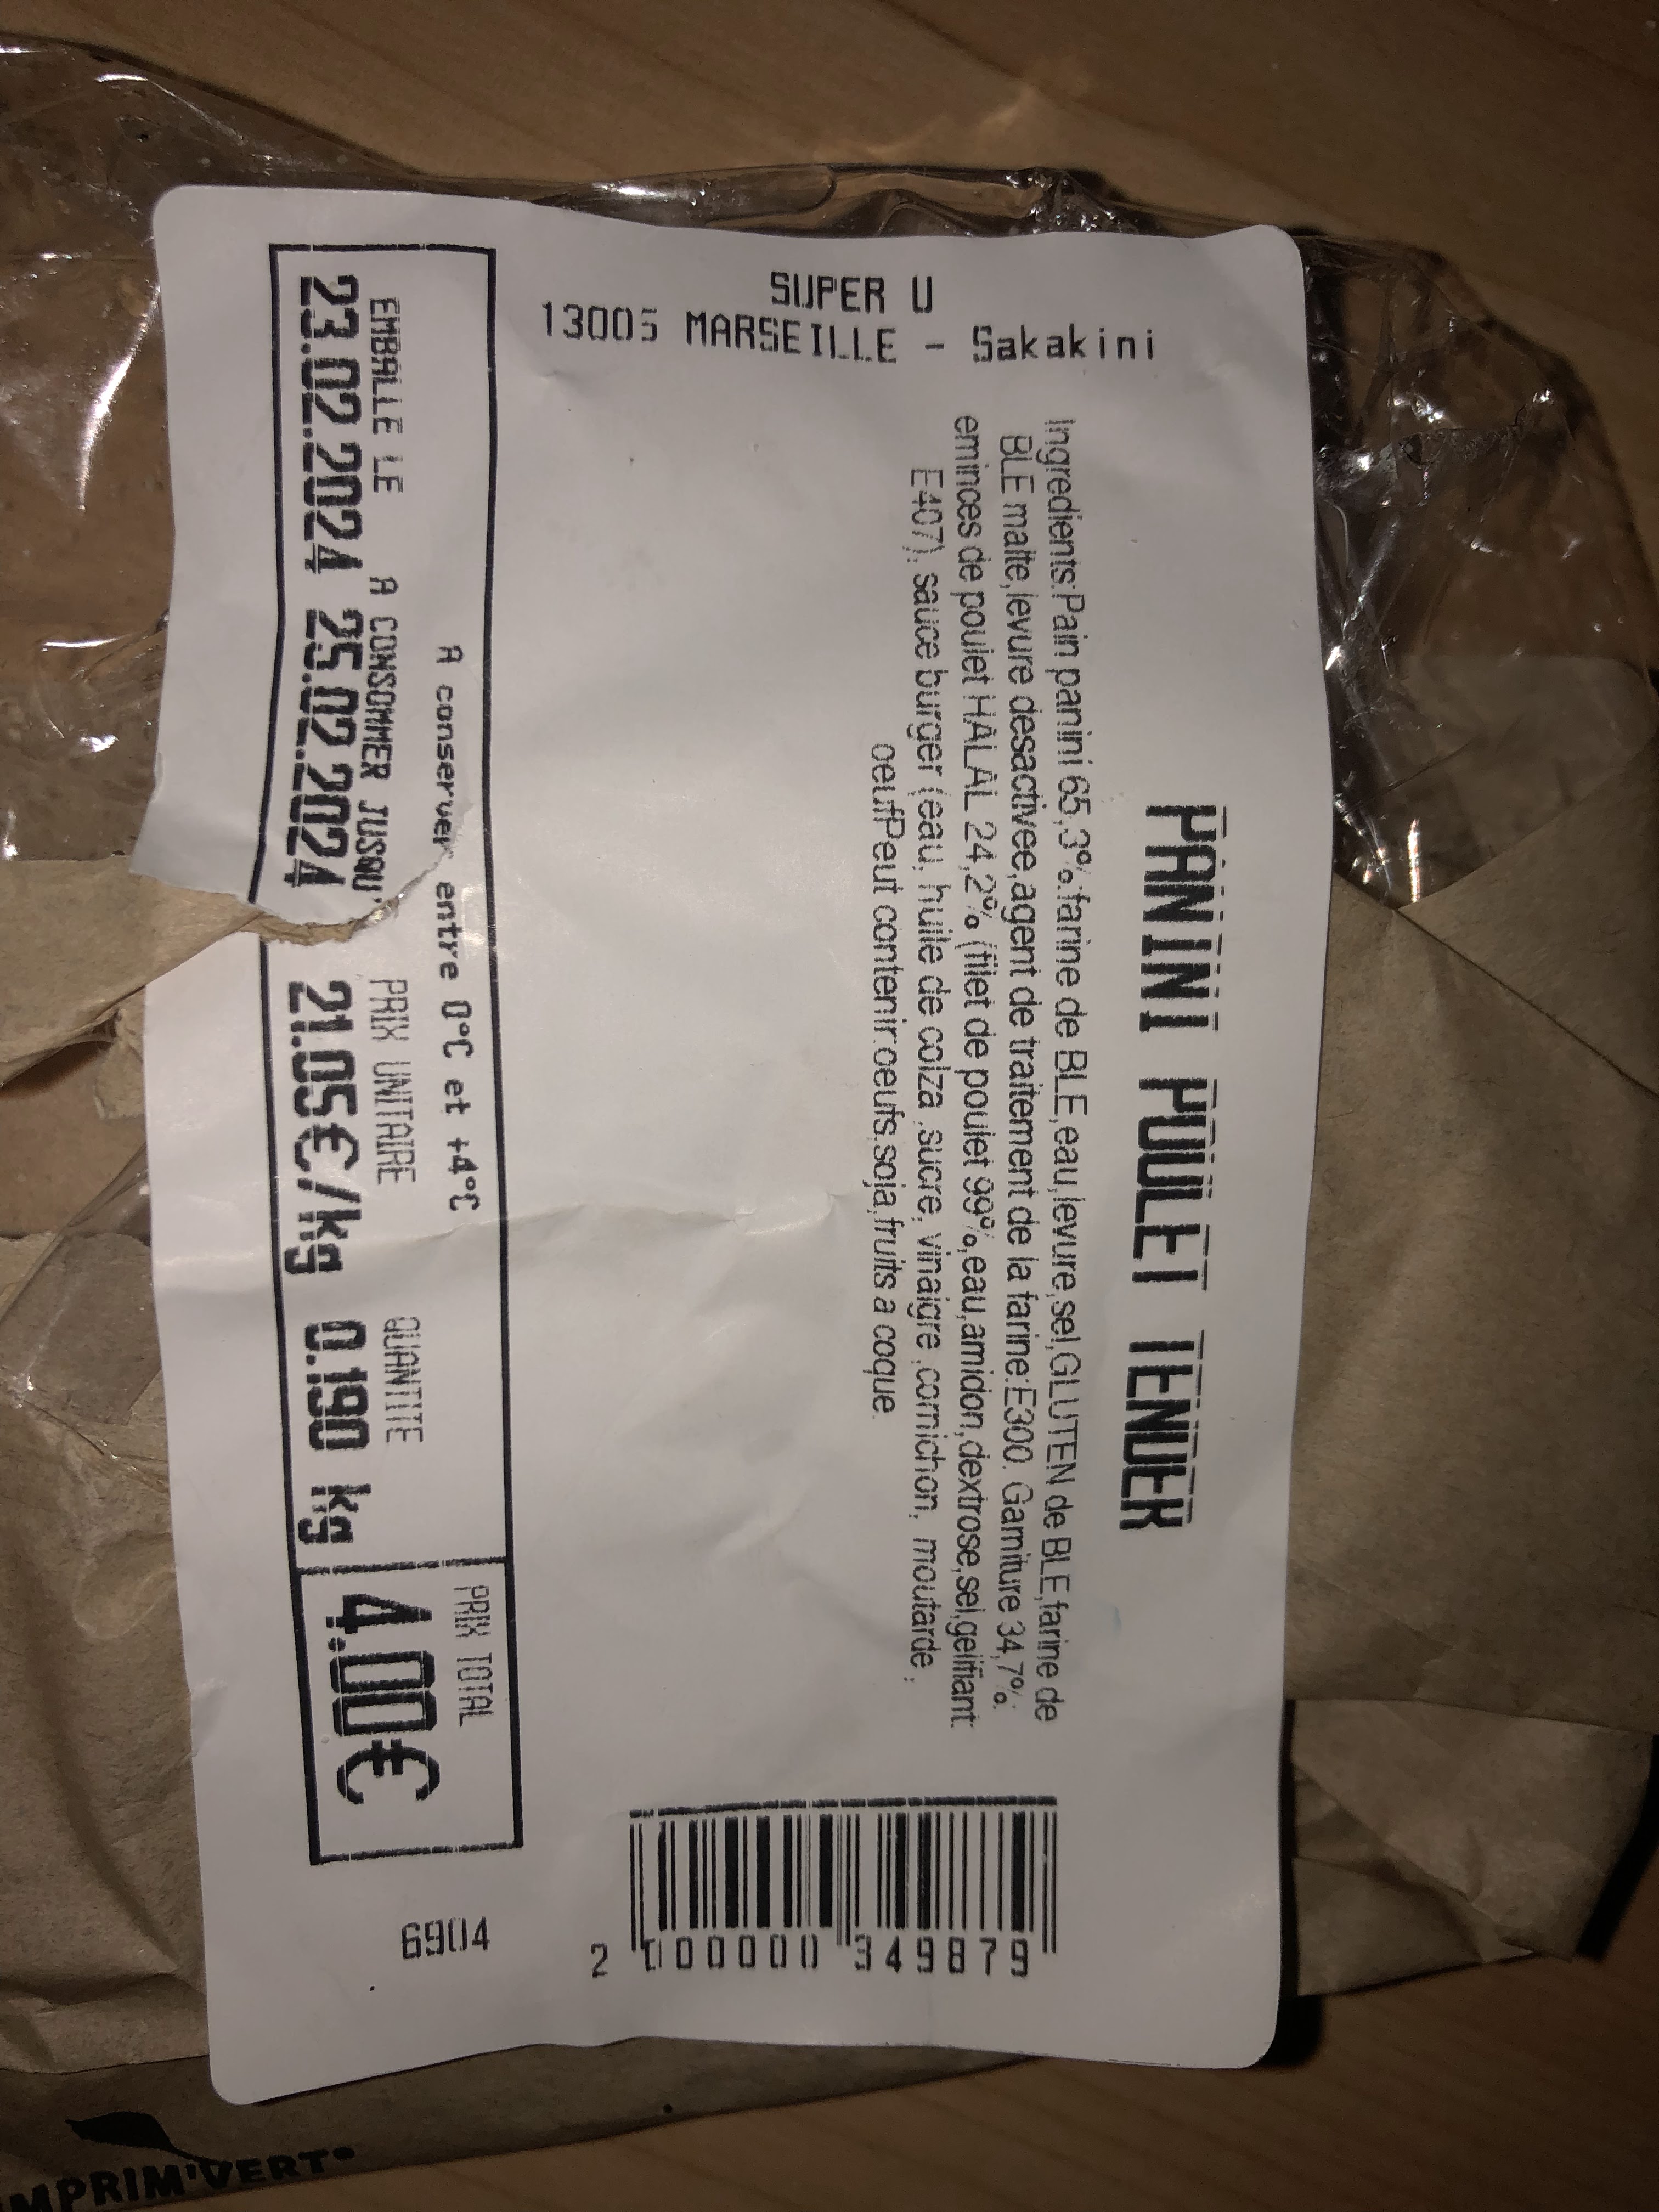 SUPER U
13005 MARSEILLE - Sakakini
PANINI POULET TENDER
Ingredients:Pain panini 65,3%:farine de BLE,eau,levure,sel,GLUTEN de BLE,farine de
BLE malte,levure desactivee,agent de traitement de la farine:E300. Garniture 34,7%:
eminces de poulet HALAL 24,2% (filet de poulet 99%,eau,amidon,dextrose,sel,gelifiant:
E407), sauce burger (eau, huile de colza ,sucre, vinaigre ,cornichon, moutarde ,
oeufPeut contenir:oeufs,soja,fruits a coque.
2 000000 349879
A conserver entre 0°C et +4°C
EMBALLE LE A CONSOMMER JUSQU' PRIX UNITAIRE QUANTITE PRIX TOTAL
23.02.2024 25.02.2024 21.05€/kg 0.190 kg 4.00€
6904
IMPRIM'VERT®